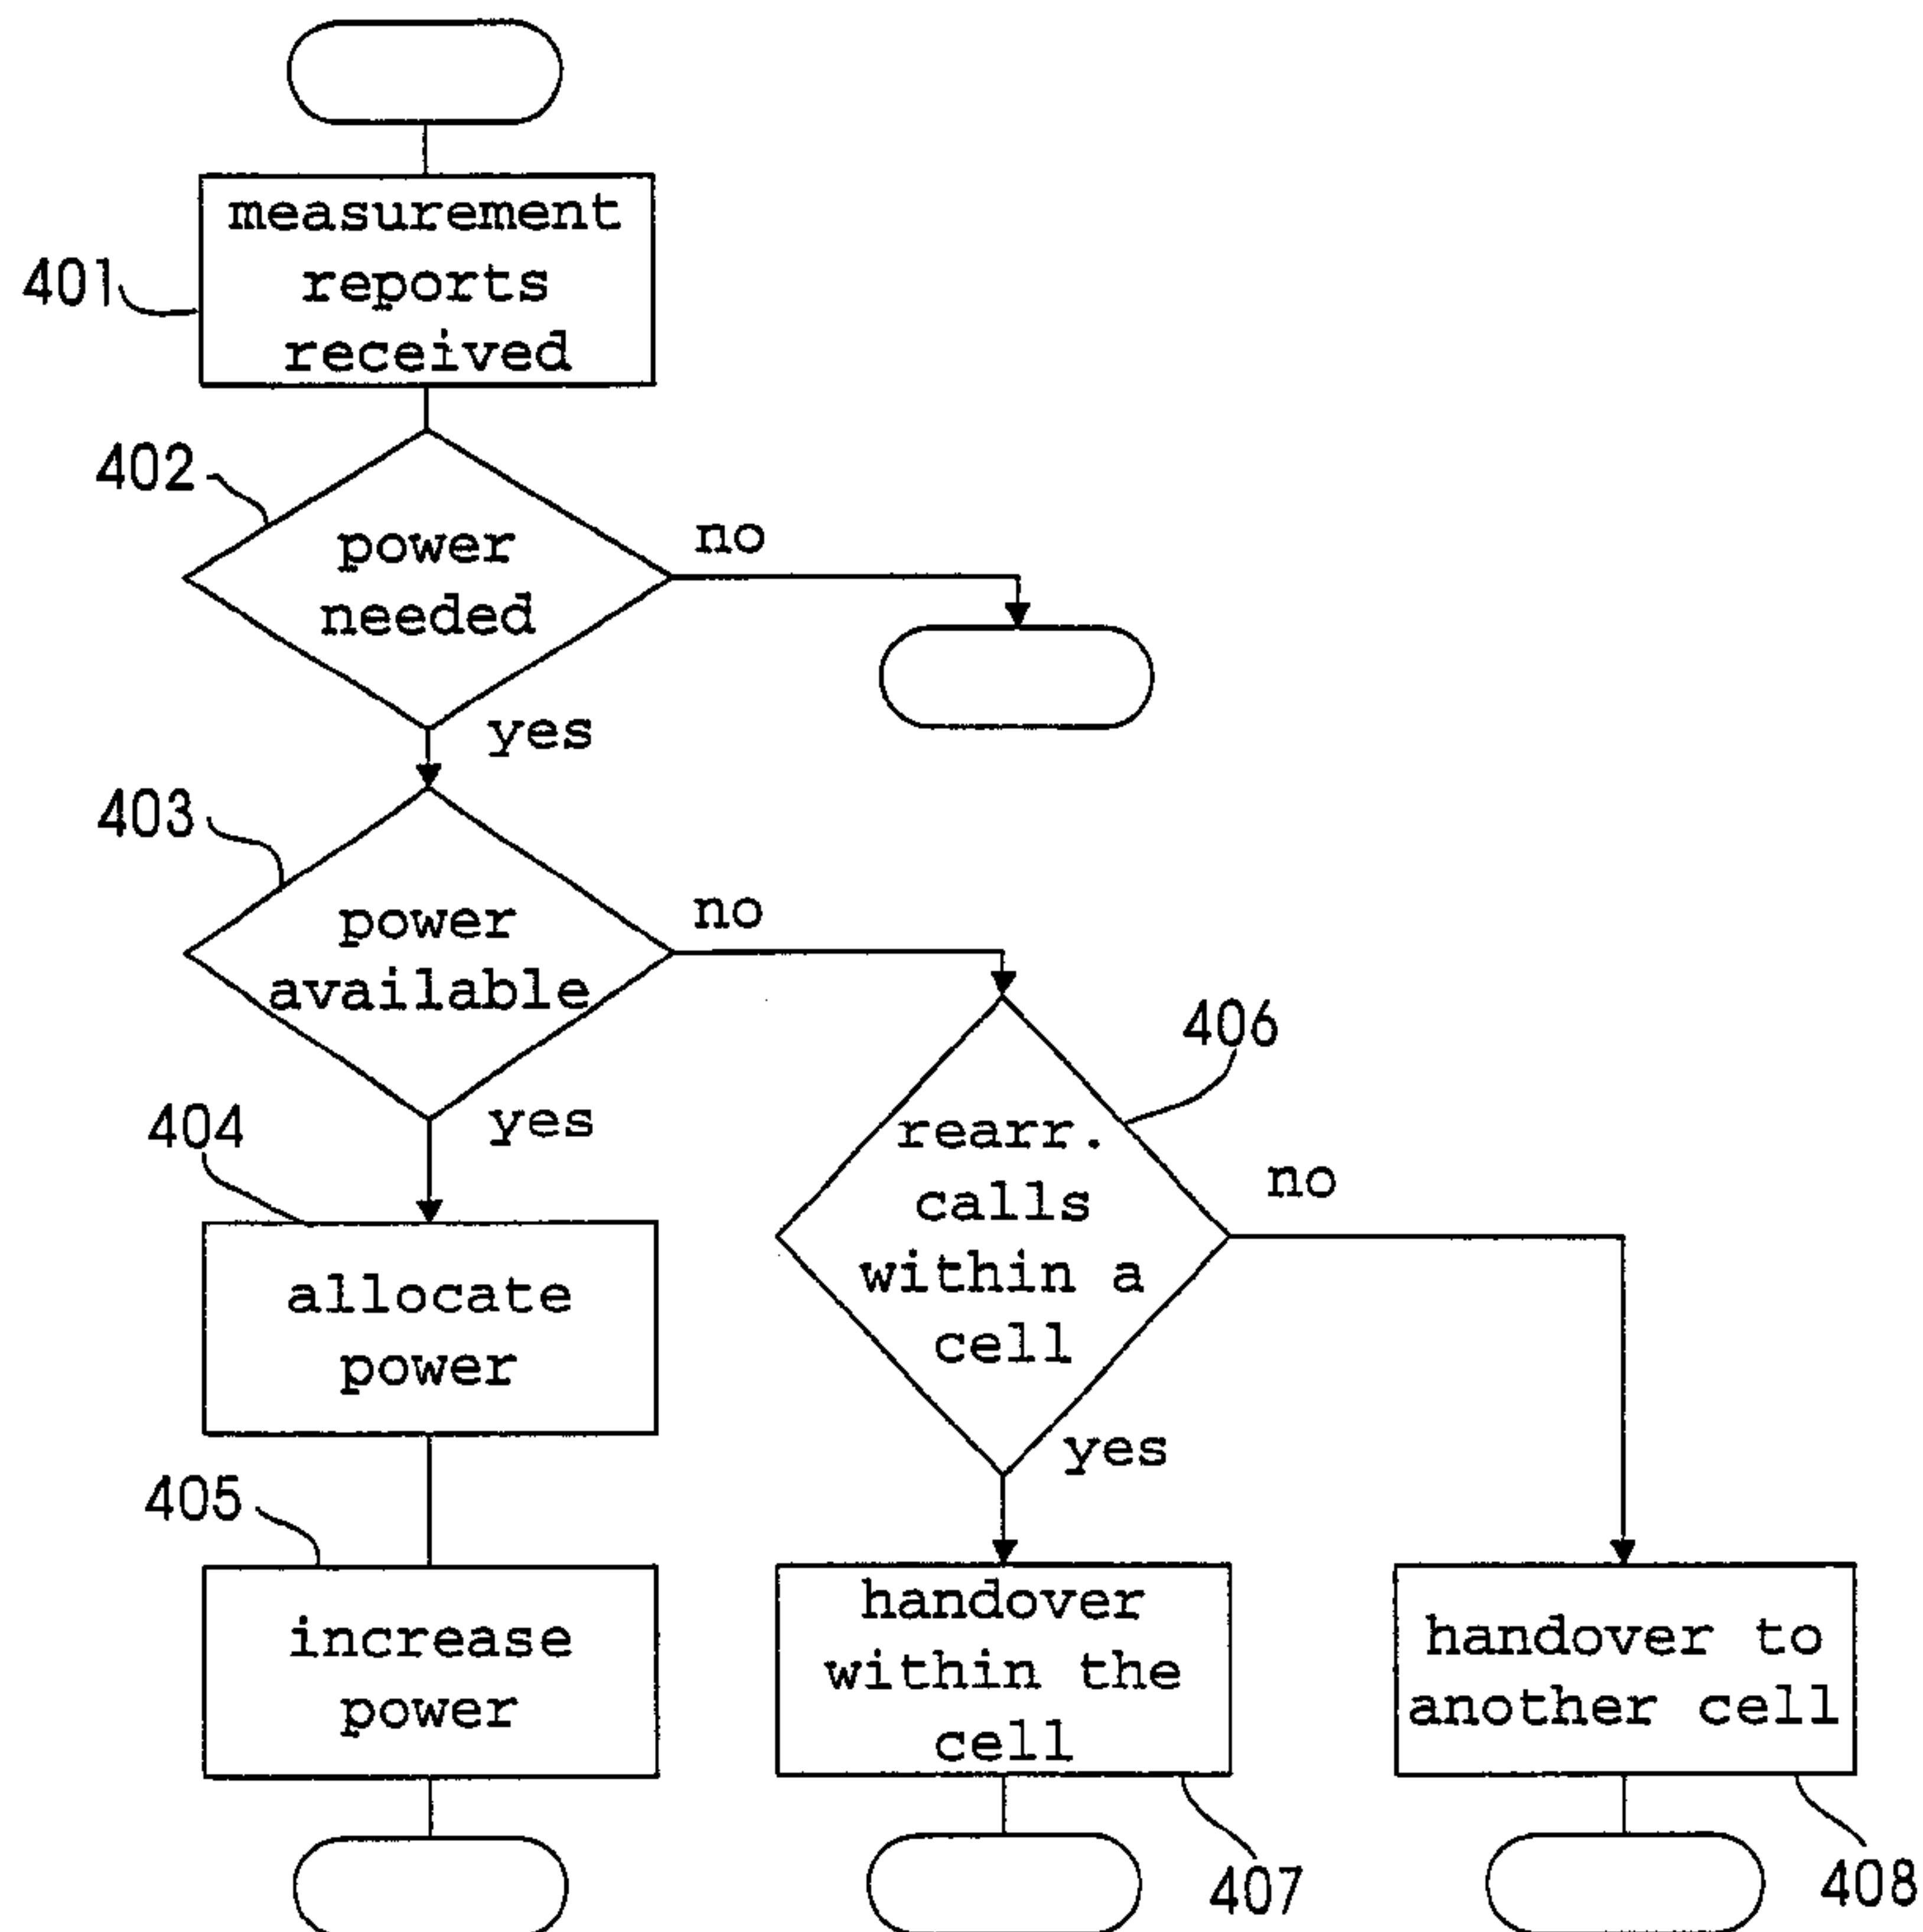 measurement
reports
received
401
402
power
needed
no
yes
403
power
available
no
yes
404
allocate
power
405
increase
power
406
rearr.
calls
within a
cell
no
yes
handover
within the
cell
407
handover to
another cell
408